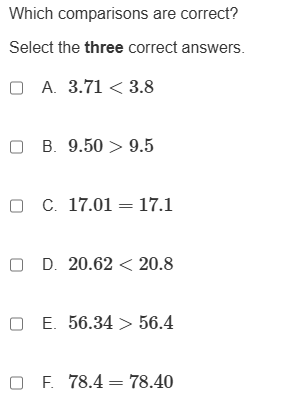 Which comparisons are correct?
Select the three correct answers.
A. 3.71 < 3.8
B. 9.50 > 9.5
C. 17.01 = 17.1
D. 20.62 < 20.8
E. 56.34 > 56.4
F. 78.4 = 78.40